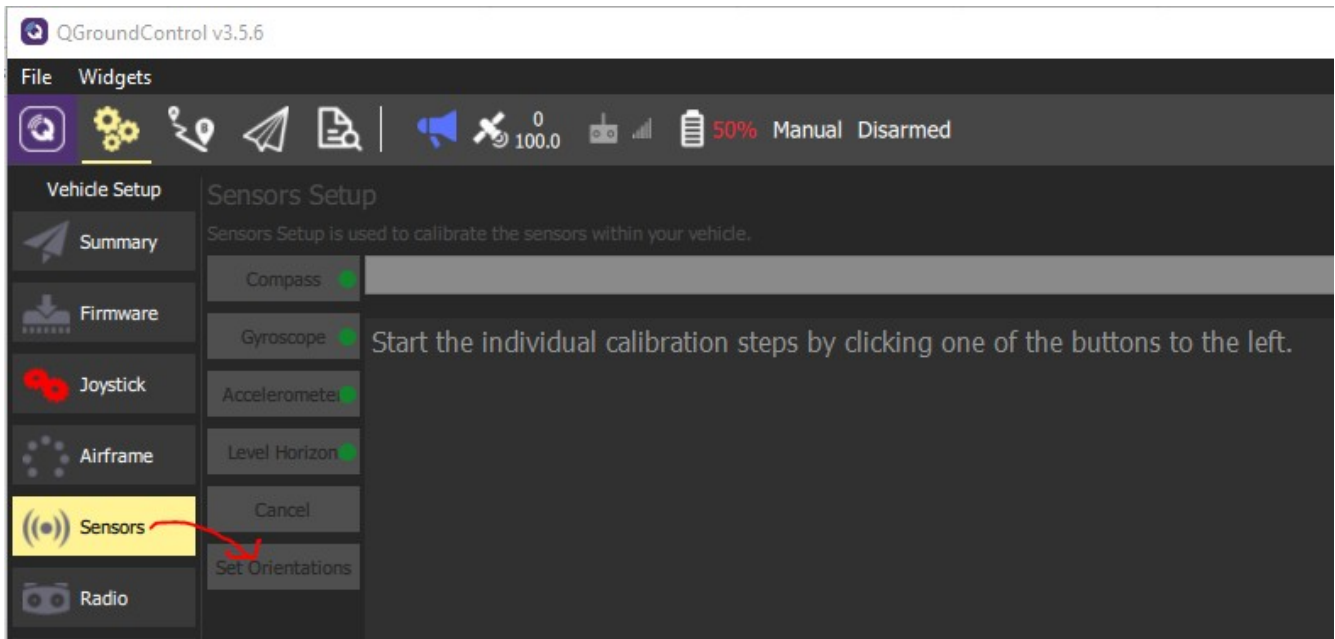 QGroundControl v3.5.6
File Widgets
0
100.0
50% Manual Disarmed
Vehicle Setup
Summary
Firmware
Joystick
Airframe
Sensors
Radio
Sensors Setup
Sensors Setup is used to calibrate the sensors within your vehicle.
Compass
Gyroscope
Accelerometer
Level Horizon
Cancel
Set Orientations
Start the individual calibration steps by clicking one of the buttons to the left.